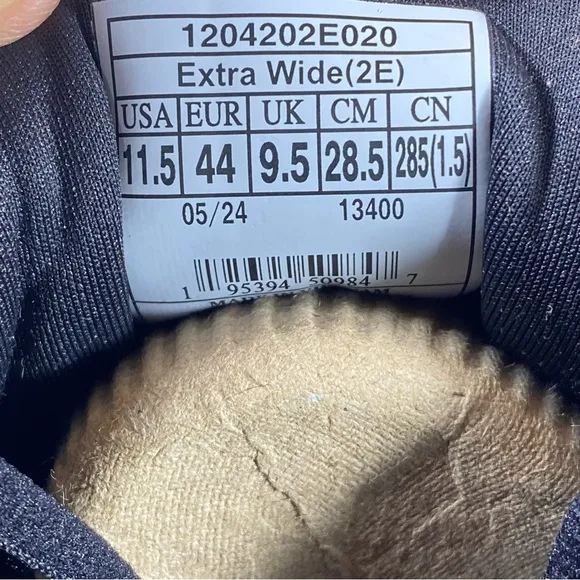 1204202E020
Extra Wide(2E)
USA EUR UK CM CN
11.5 44 9.5 28.5 285(1.5)
05/24 13400
1 95394 59984 7